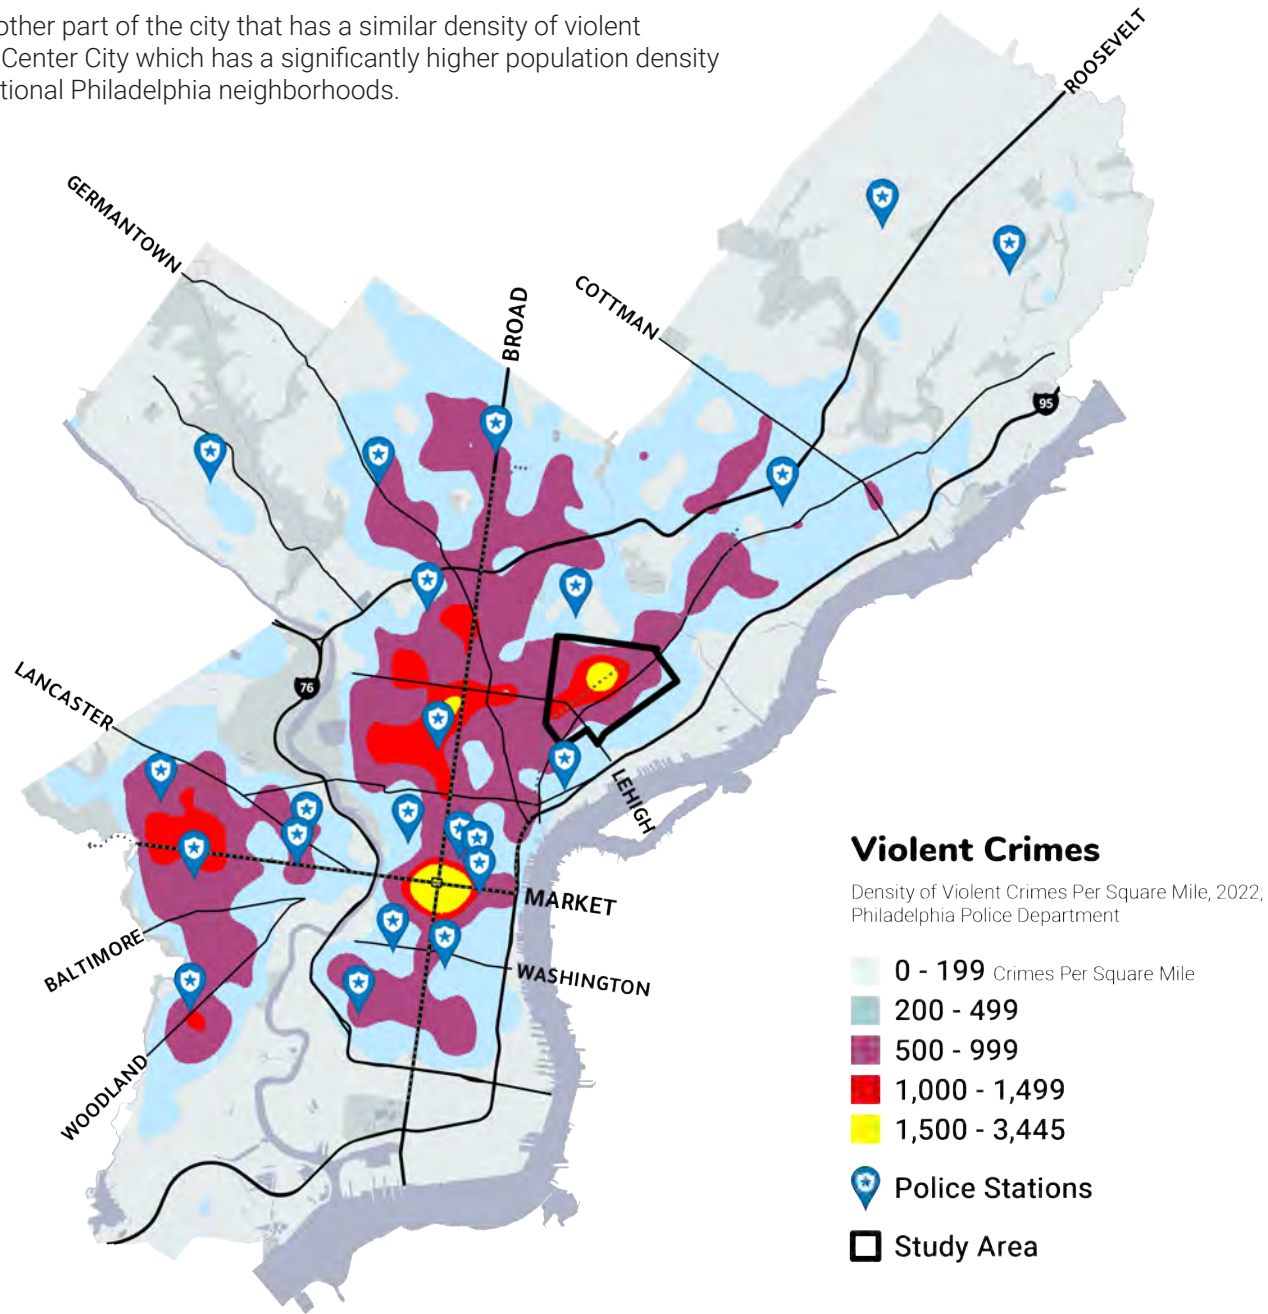 other part of the city that has a similar density of violent
Center City which has a significantly higher population density
tional Philadelphia neighborhoods.
ROOSEVELT
GERMANTOWN
COTTMAN
BROAD
95
LANCASTER
76
LEHIGH
MARKET
BALTIMORE
WASHINGTON
WOODLAND
Violent Crimes
Density of Violent Crimes Per Square Mile, 2022;
Philadelphia Police Department
0 - 199 Crimes Per Square Mile
200 - 499
500 - 999
1,000 - 1,499
1,500 - 3,445
Police Stations
Study Area